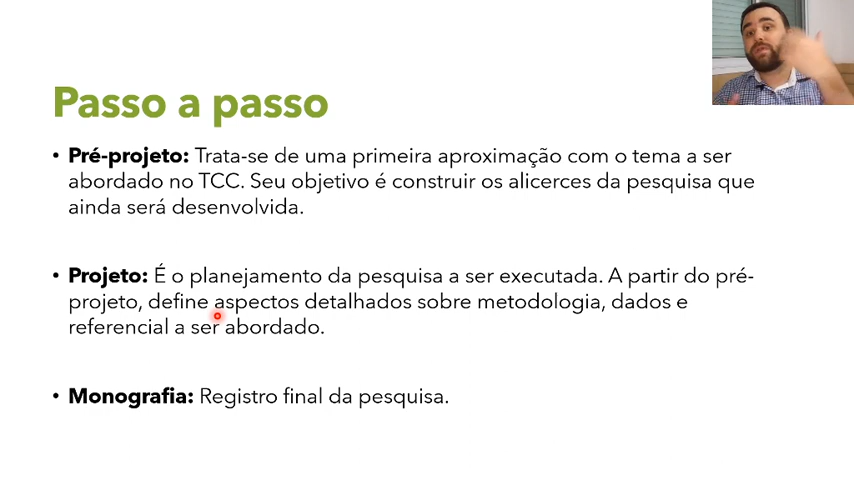 Passo a passo
• Pré-projeto: Trata-se de uma primeira aproximação com o tema a ser
abordado no TCC. Seu objetivo é construir os alicerces da pesquisa que
ainda será desenvolvida.
• Projeto: É o planejamento da pesquisa a ser executada. A partir do pré-
projeto, define aspectos detalhados sobre metodologia, dados e
referencial a ser abordado.
• Monografia: Registro final da pesquisa.